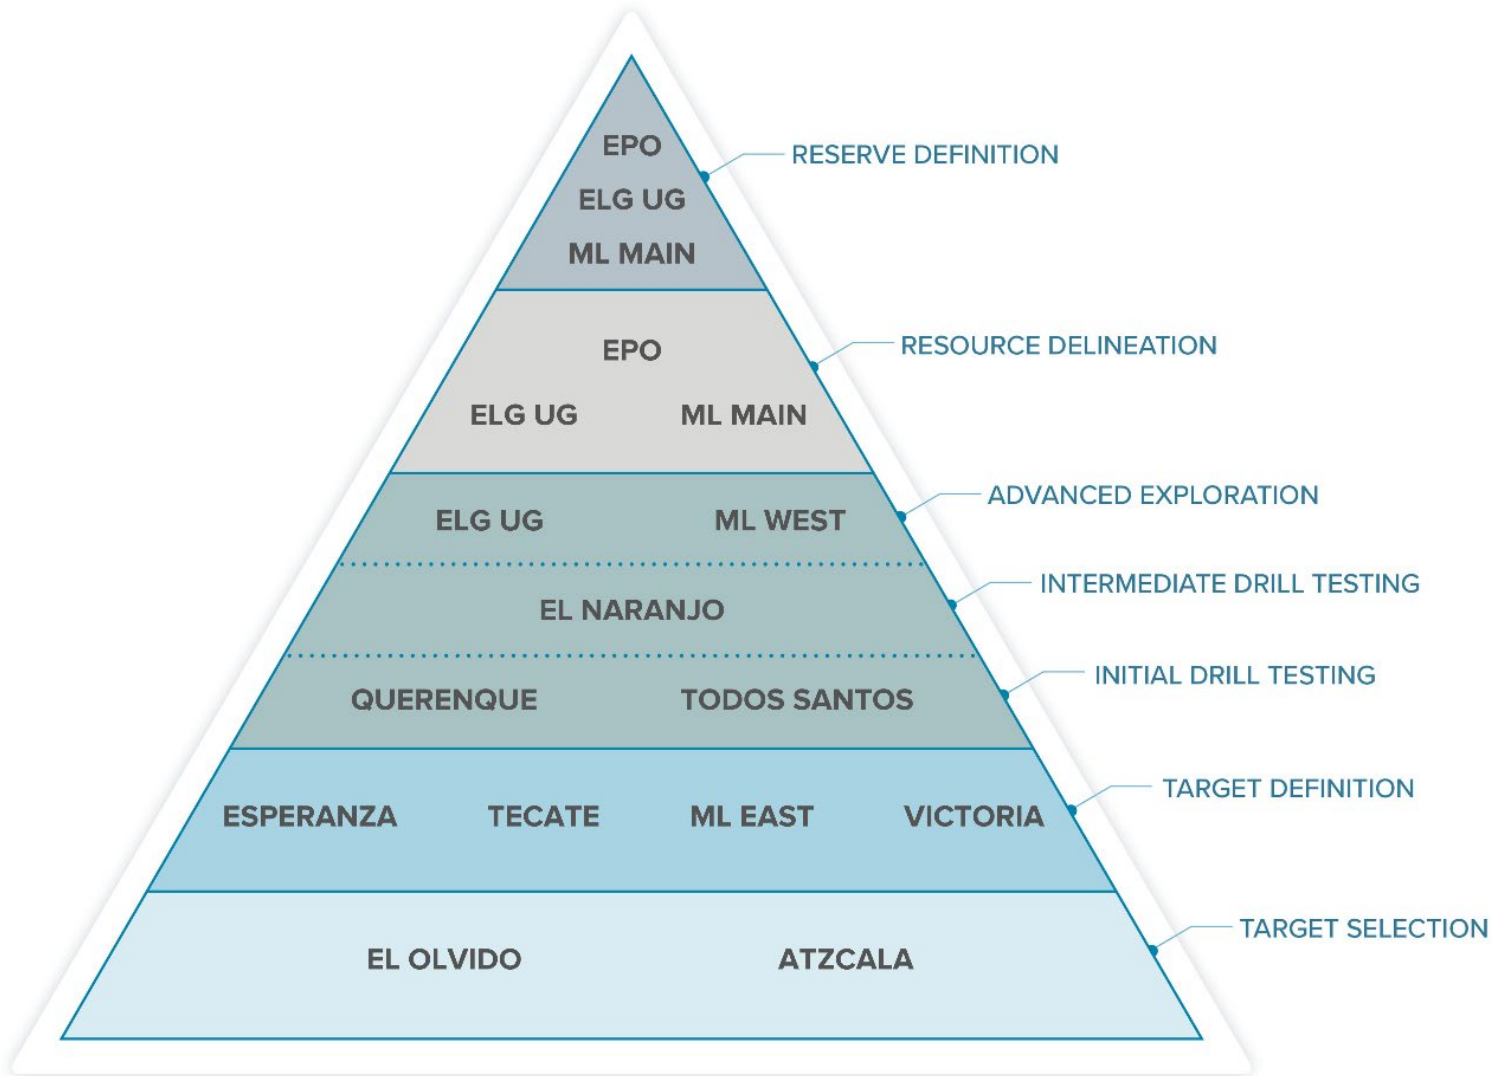 EPO
RESERVE DEFINITION
ELG UG
ML MAIN
EPO
RESOURCE DELINEATION
ELG UG ML MAIN
ADVANCED EXPLORATION
ELG UG ML WEST
INTERMEDIATE DRILL TESTING
EL NARANJO
INITIAL DRILL TESTING
QUERENQUE TODOS SANTOS
TARGET DEFINITION
ESPERANZA TECATE ML EAST VICTORIA
TARGET SELECTION
EL OLVIDO ATZCALA